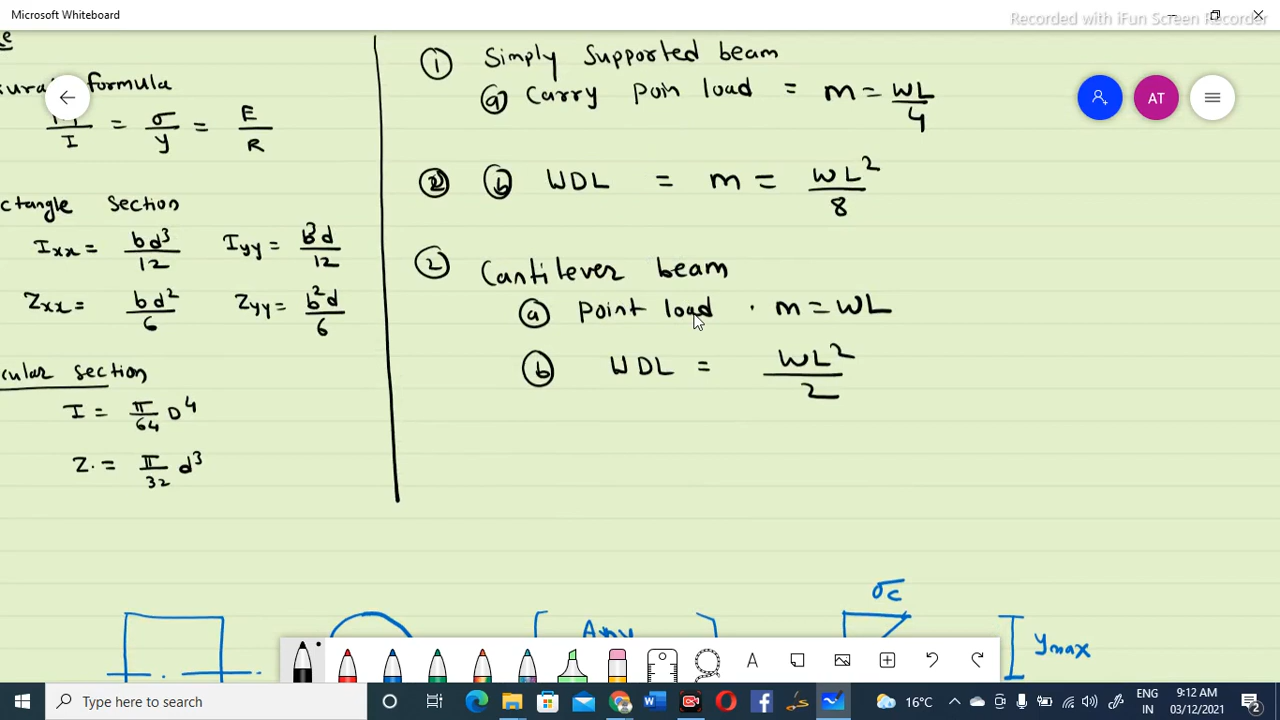 Microsoft Whiteboard
Recorded with iFun Screen Recorder
formula
I = σ/y = E/R
section
Ixx = bd³/12 Iyy = b³d/12
Zxx = bd²/6 Zyy = b²d/6
section
I = π/64 D⁴
Z. = π/32 d³
① Simply Supported beam
ⓐ Carry Poin load = m = WL/4
ⓑ WDL = m = WL²/8
② Cantilever beam
ⓐ Point load . m = WL
ⓑ WDL = WL²/2
AT
Any
σc
ymax
A
Type here to search
16°C
ENG
IN
9:12 AM
03/12/2021
2